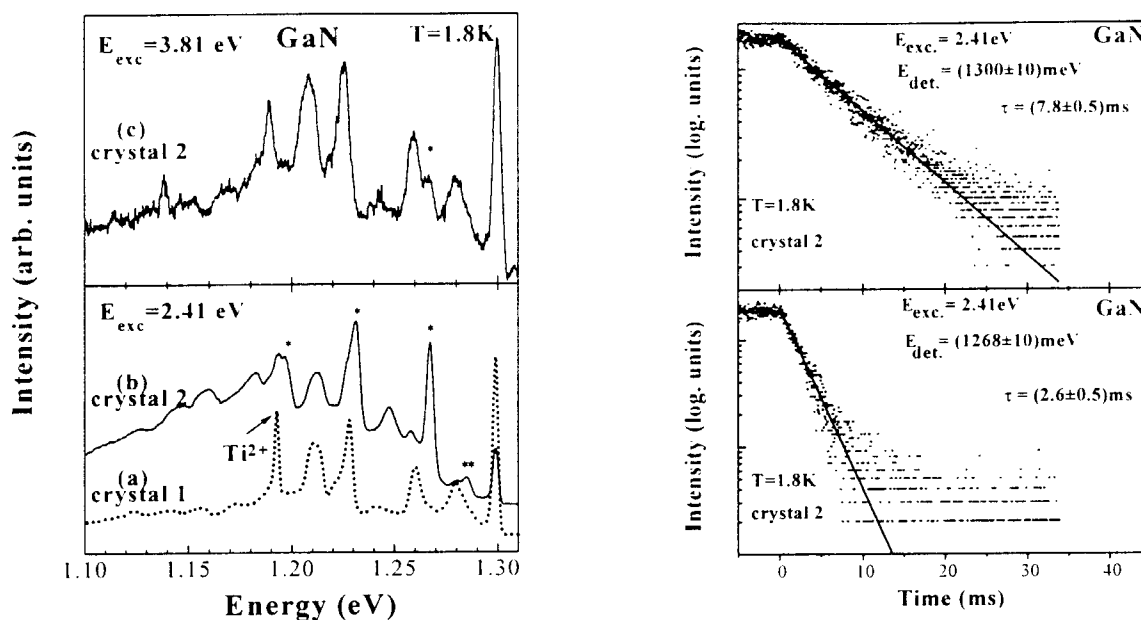 E_exc=3.81 eV GaN T=1.8K
(c)
crystal 2
*
E_exc=2.41 eV
(b)
crystal 2
* * * **
Ti²⁺
(a)
crystal 1
1.10 1.15 1.20 1.25 1.30
Energy (eV)
Intensity (arb. units)
E_exc. = 2.41eV GaN
E_det. = (1300±10)meV
τ = (7.8±0.5)ms
T=1.8K
crystal 2
Intensity (log. units)
E_exc. = 2.41eV GaN
E_det. = (1268±10)meV
τ = (2.6±0.5)ms
T=1.8K
crystal 2
Intensity (log. units)
0 10 20 30 40
Time (ms)